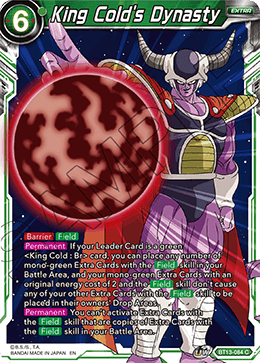 6
King Cold's Dynasty
EXTRA
Barrier Field
Permanent If your Leader Card is a green
<King Cold : Br> card, you can place any number of
mono-green Extra Cards with the Field skill in your
Battle Area, and your mono-green Extra Cards with an
original energy cost of 2 and the Field skill don't cause
any of your other Extra Cards with the Field skill to be
placed in their owners' Drop Areas.
Permanent You can't activate Extra Cards with
the Field skill that are copies of Extra Cards with
the Field skill in your Battle Area.
©B.S./S., T.A.
BANDAI MADE IN JAPAN EN
BT13-084 C